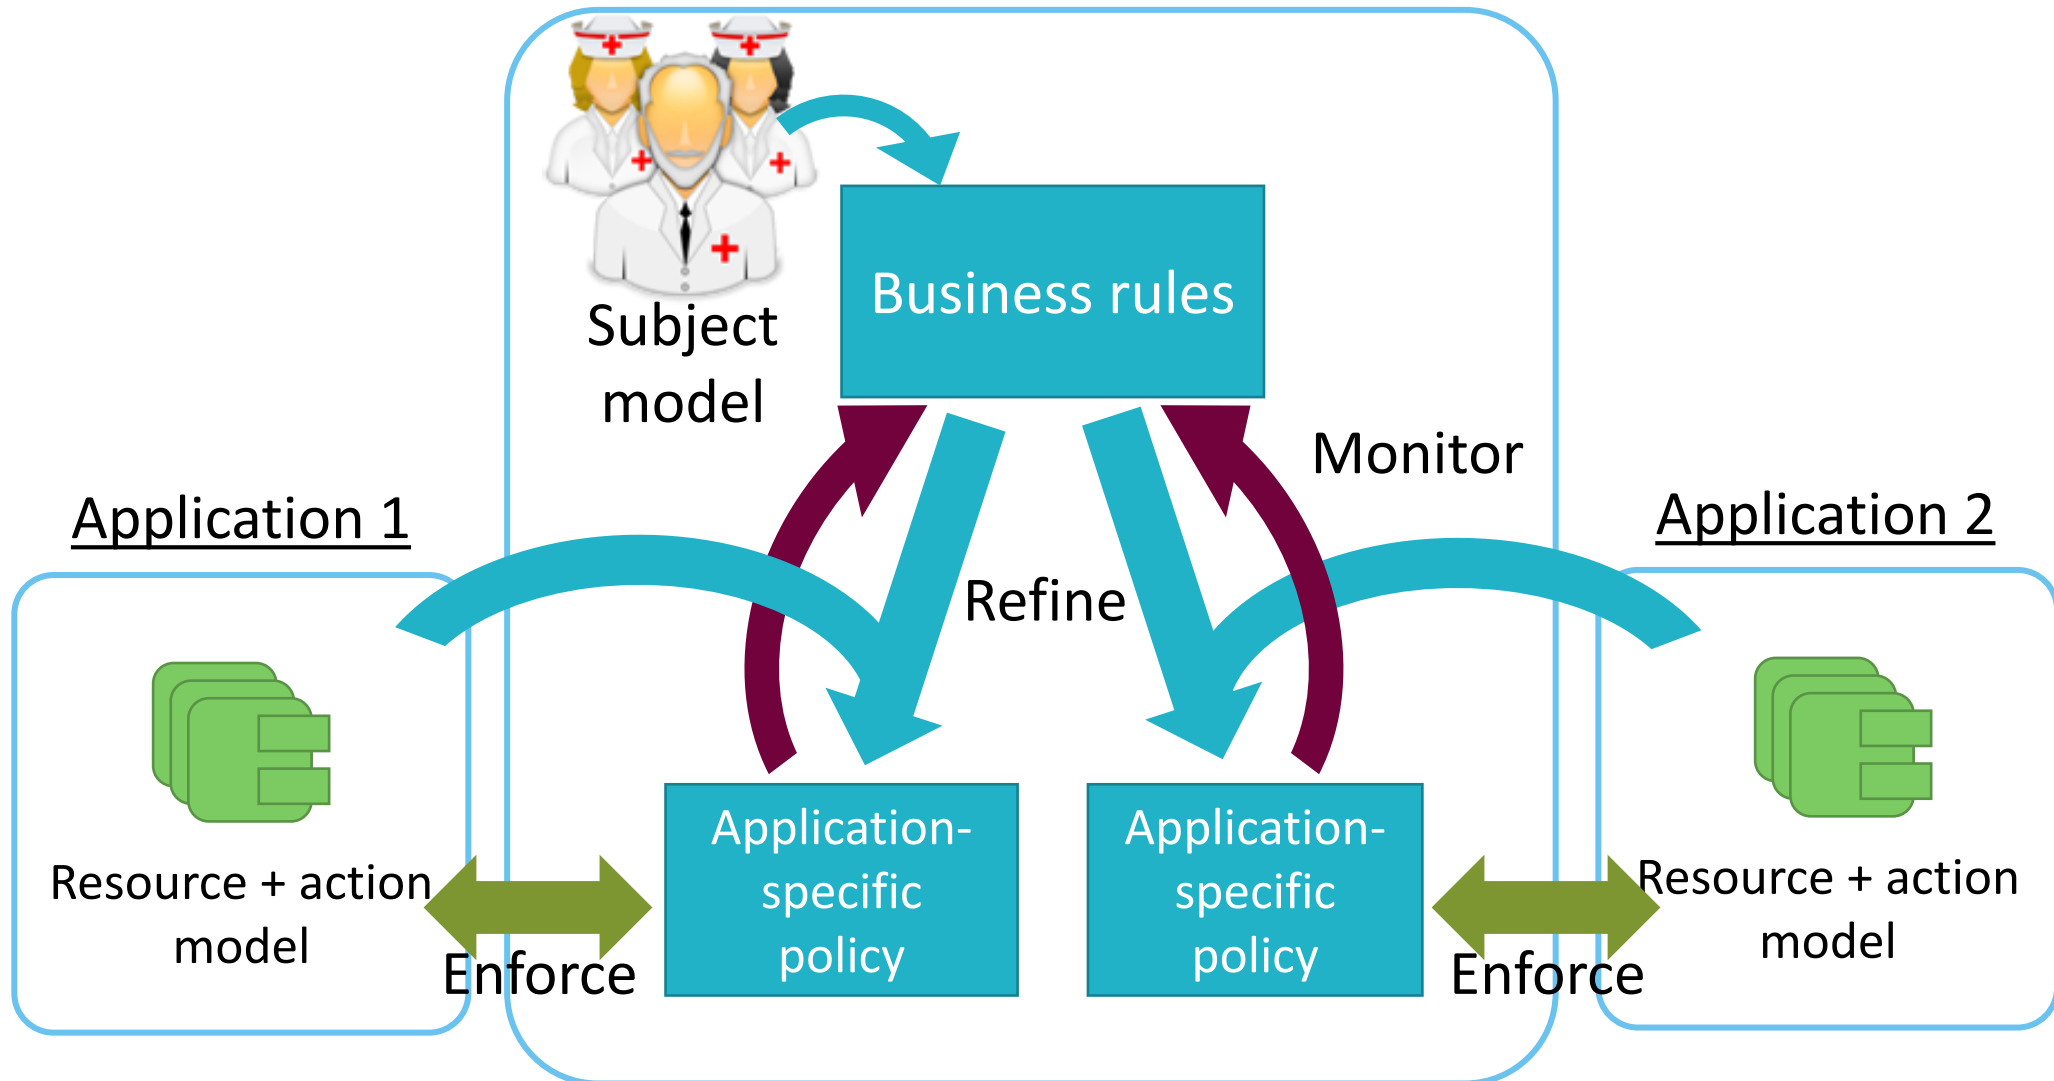 Subject
model
Business rules
Monitor
Application 1
Application 2
Refine
Resource + action
model
Enforce
Application-
specific
policy
Application-
specific
policy
Enforce
Resource + action
model